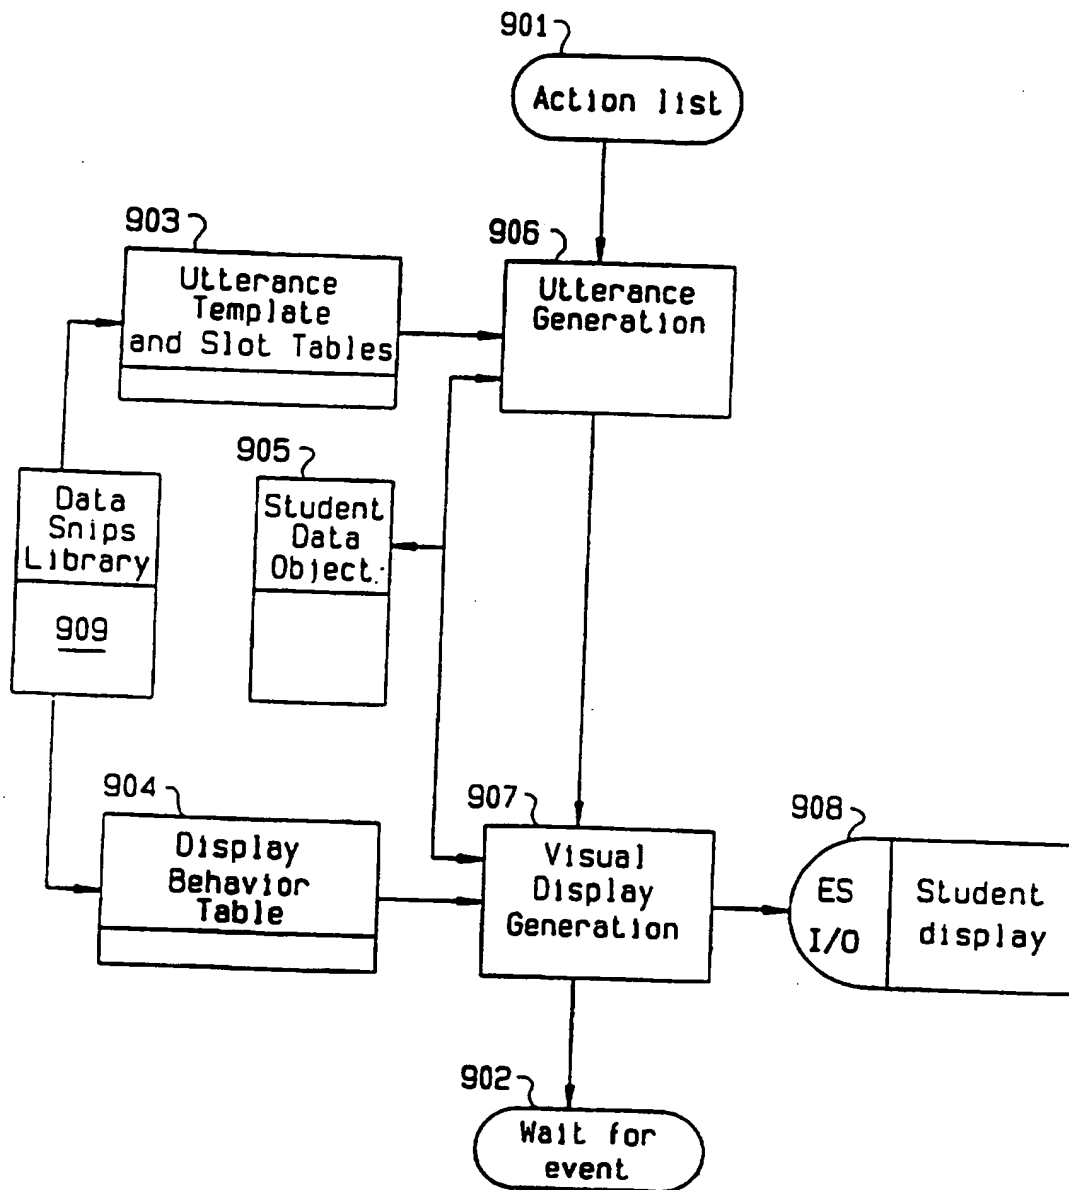 901
Action list
903
Utterance
Template
and Slot Tables
906
Utterance
Generation
905
Student
Data
Object
Data
Snips
Library
909
904
Display
Behavior
Table
907
Visual
Display
Generation
908
ES
I/O
Student
display
902
Wait for
event